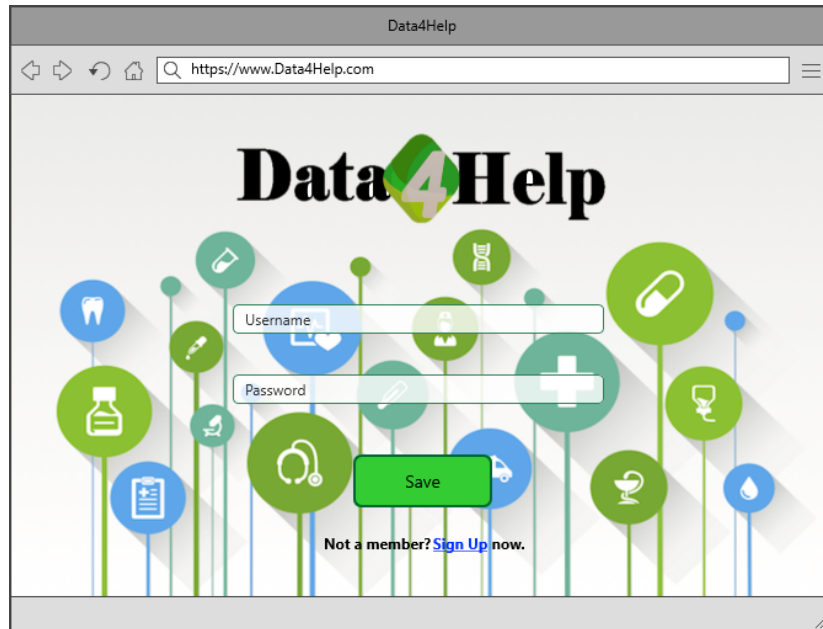 Data4Help
https://www.Data4Help.com
Data4Help
Username
Password
Save
Not a member? Sign Up now.